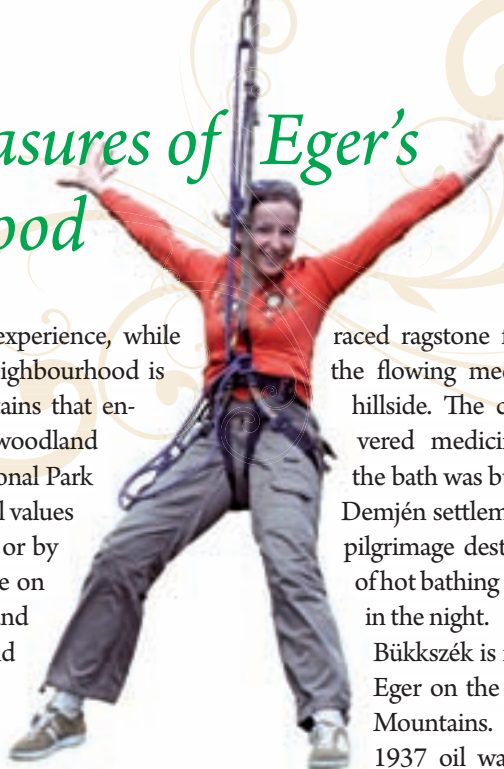 asures of Eger's
ood
experience, while
eighbourhood is
tains that en-
woodland
onal Park
l values
or by
e on
nd
d
raced ragstone
the flowing me
hillside. The
vered medici
the bath was b
Demjén settlem
pilgrimage dest
of hot bathing
in the night.
Bükkszék is
Eger on the
Mountains.
1937 oil wa